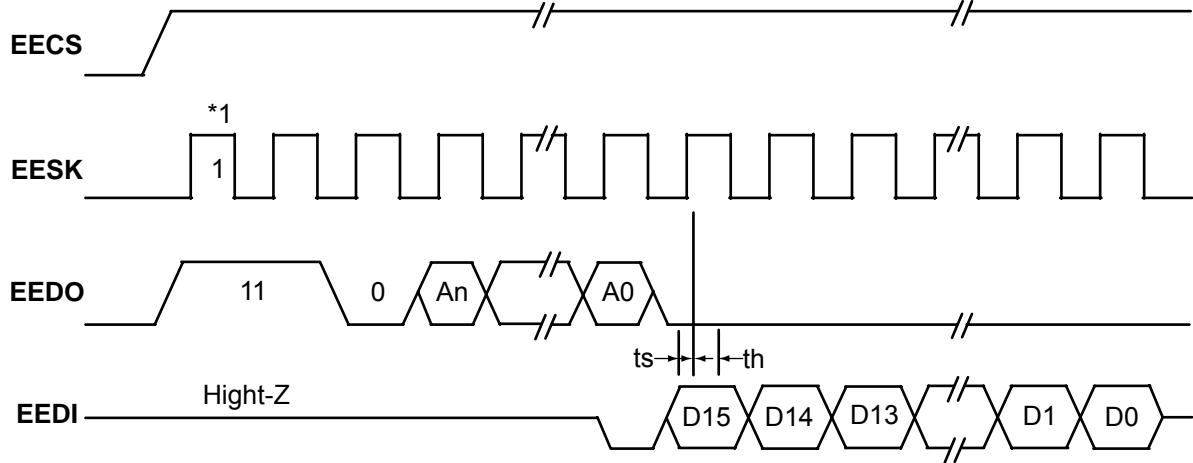 EECS
*1
EESK 1
EEDO 11 0 An A0
ts th
Hight-Z
EEDI D15 D14 D13 D1 D0